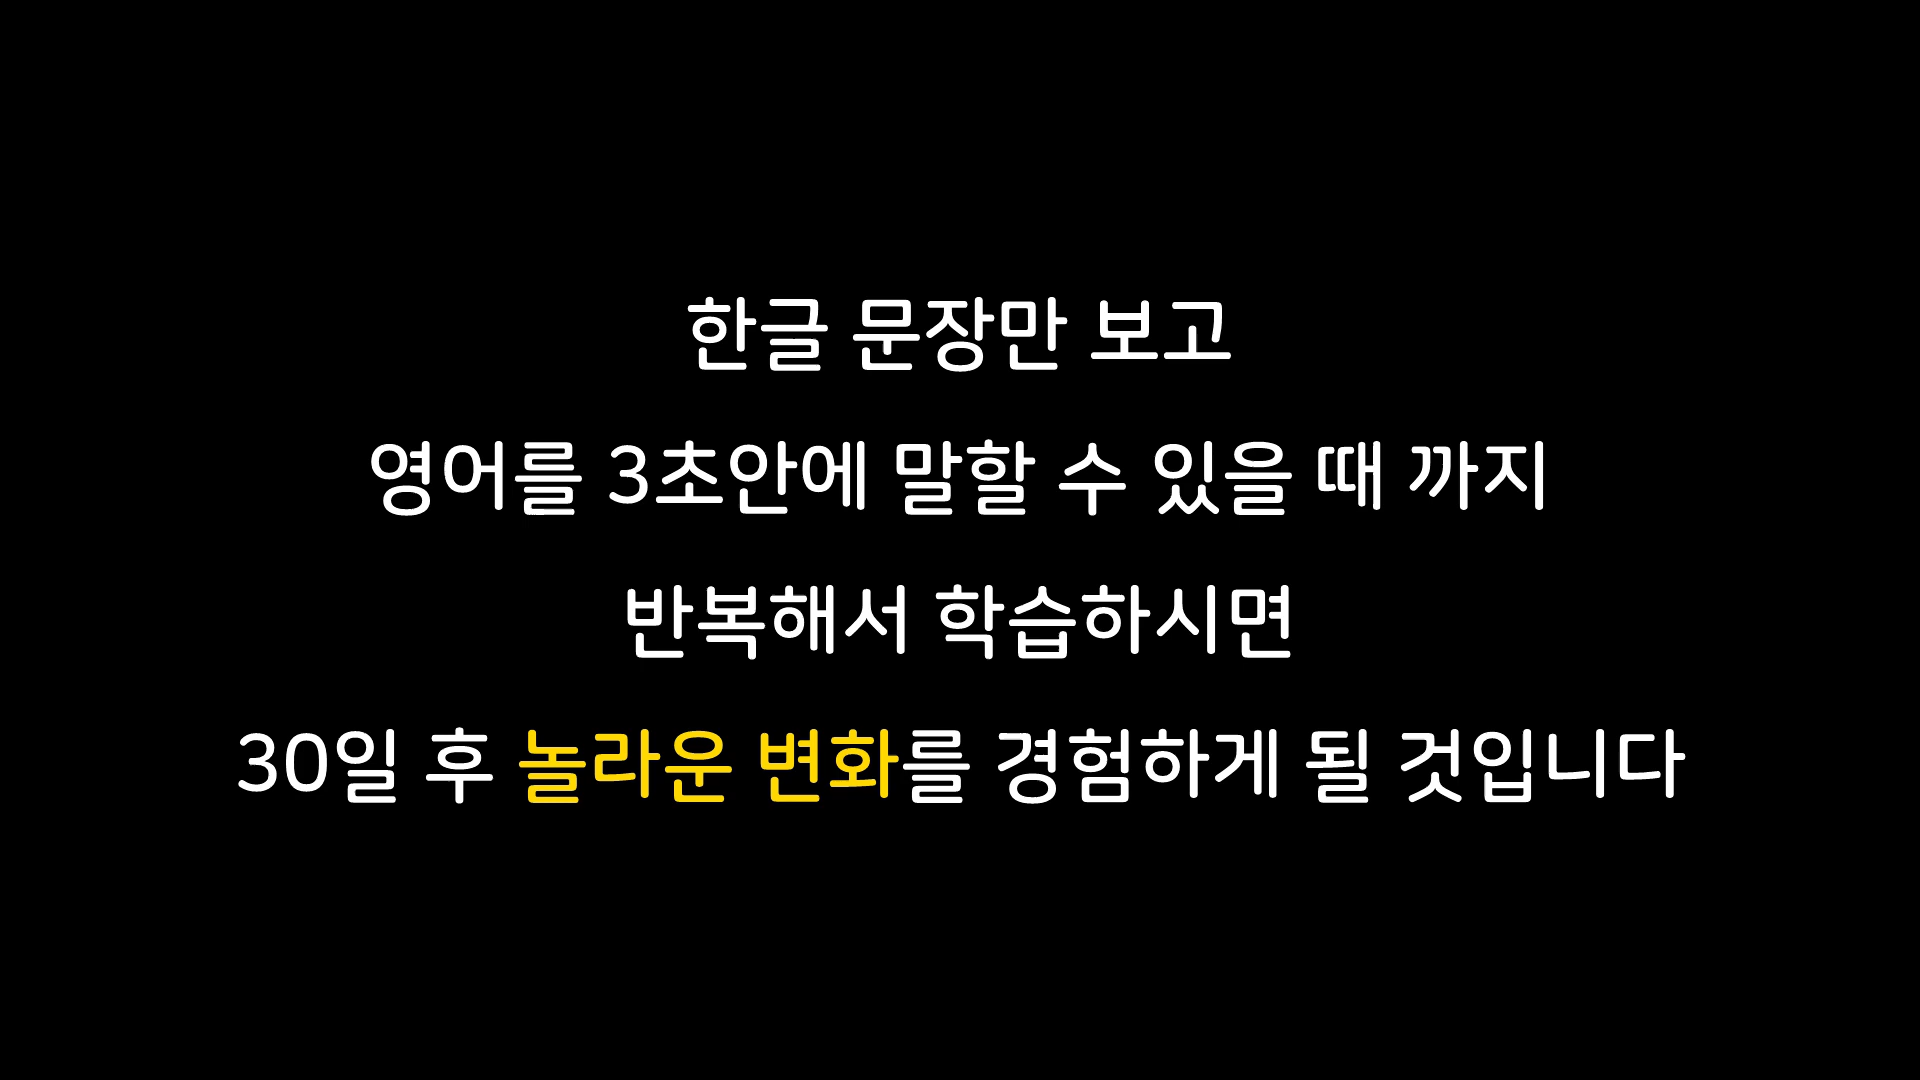 한글 문장만 보고
영어를 3초안에 말할 수 있을 때 까지
반복해서 학습하시면
30일 후 놀라운 변화를 경험하게 될 것입니다